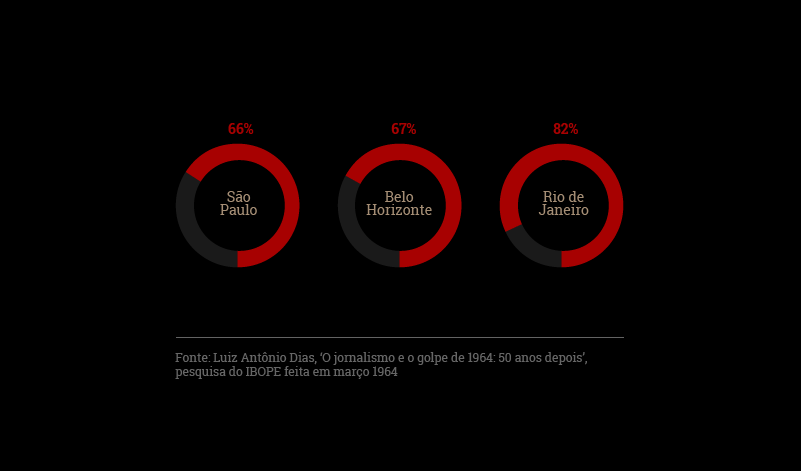 66%
67%
82%
São
Paulo
Belo
Horizonte
Rio de
Janeiro
Fonte: Luiz Antônio Dias, ‘O jornalismo e o golpe de 1964: 50 anos depois’,
pesquisa do IBOPE feita em março 1964